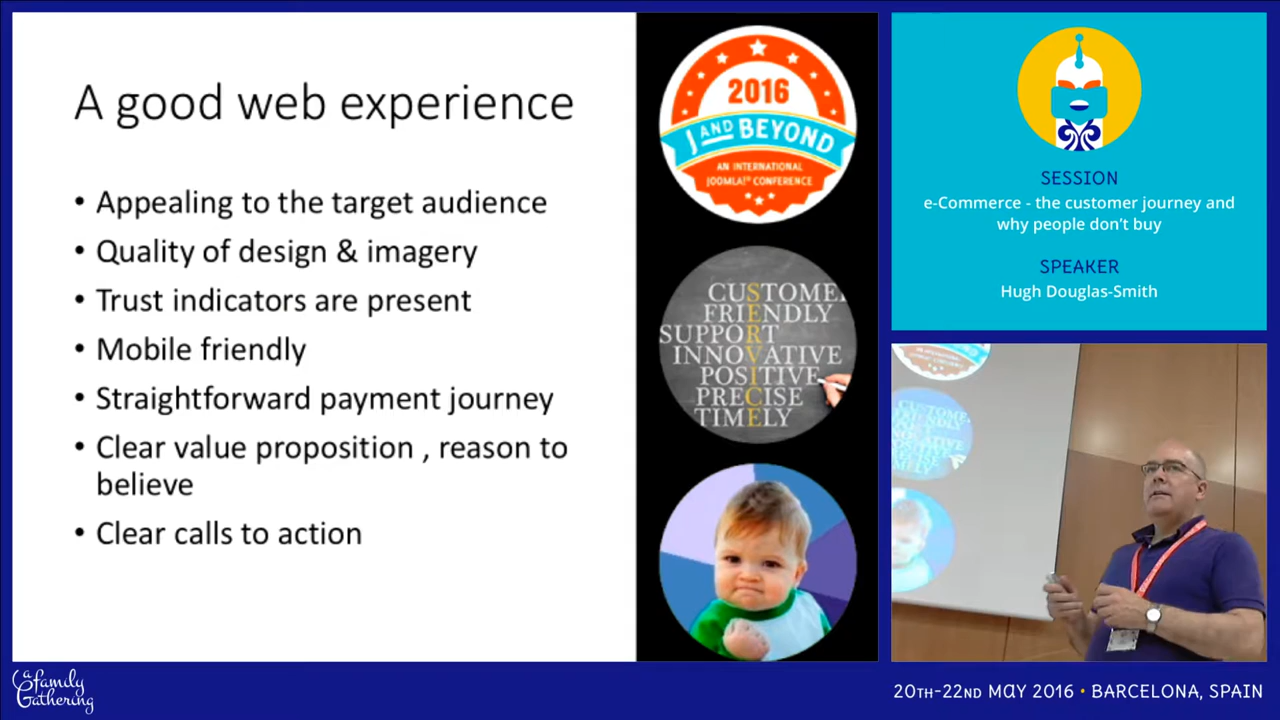 A good web experience
• Appealing to the target audience
• Quality of design & imagery
• Trust indicators are present
• Mobile friendly
• Straightforward payment journey
• Clear value proposition , reason to
believe
• Clear calls to action
2016
J AND BEYOND
AN INTERNATIONAL
JOOMLA!® CONFERENCE
CUSTOME
FRIENDLY
SUPPORT
INNOVATIVE
POSITIVE
PRECISE
TIMELY
SESSION
e-Commerce - the customer journey and
why people don't buy
SPEAKER
Hugh Douglas-Smith
a family
Gathering
20TH-22ND MAY 2016 • BARCELONA, SPAIN